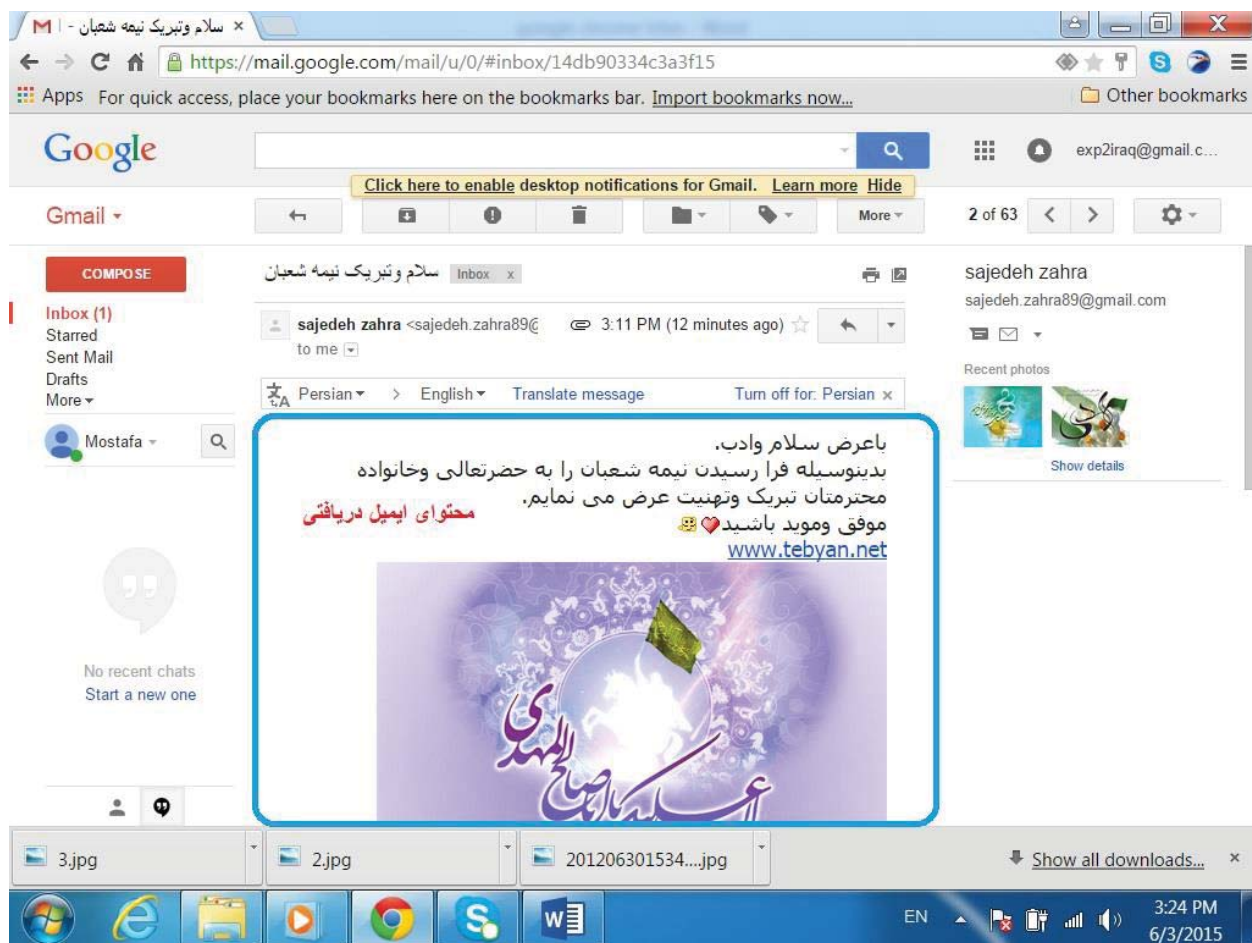 سلام وتبریک نیمه شعبان -
https://mail.google.com/mail/u/0/#inbox/14db90334c3a3f15
Apps For quick access, place your bookmarks here on the bookmarks bar. Import bookmarks now... Other bookmarks
Google exp2iraq@gmail.c...
Click here to enable desktop notifications for Gmail. Learn more Hide
Gmail More 2 of 63
COMPOSE
سلام وتبریک نیمه شعبان Inbox x
sajedeh zahra
sajedeh.zahra89@gmail.com
Inbox (1)
Starred
Sent Mail
Drafts
More
sajedeh zahra <sajedeh.zahra89@ 3:11 PM (12 minutes ago)
to me
Recent photos
Show details
Persian > English Translate message Turn off for: Persian x
Mostafa
باعرض سلام وادب.
بدینوسیله فرا رسیدن نیمه شعبان را به حضرتعالی وخانواده
محترمتان تبریک وتهنیت عرض می نمایم.
محتوای ایمیل دریافتی
موفق وموید باشید
www.tebyan.net
No recent chats
Start a new one
3.jpg 2.jpg 201206301534....jpg Show all downloads...
EN 3:24 PM
6/3/2015